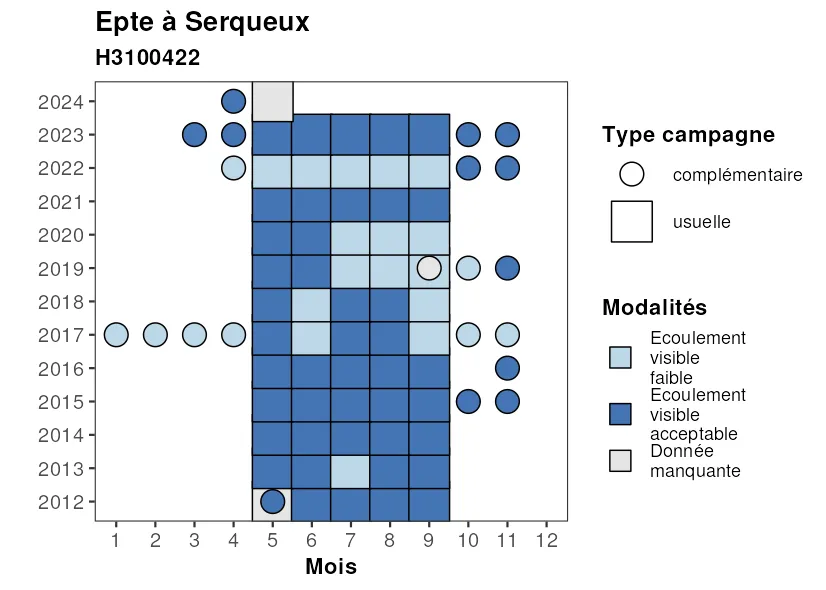 Epte à Serqueux
H3100422
2024
2023
2022
2021
2020
2019
2018
2017
2016
2015
2014
2013
2012
1 2 3 4 5 6 7 8 9 10 11 12
Mois
Type campagne
complémentaire
usuelle
Modalités
Ecoulement
visible
faible
Ecoulement
visible
acceptable
Donnée
manquante